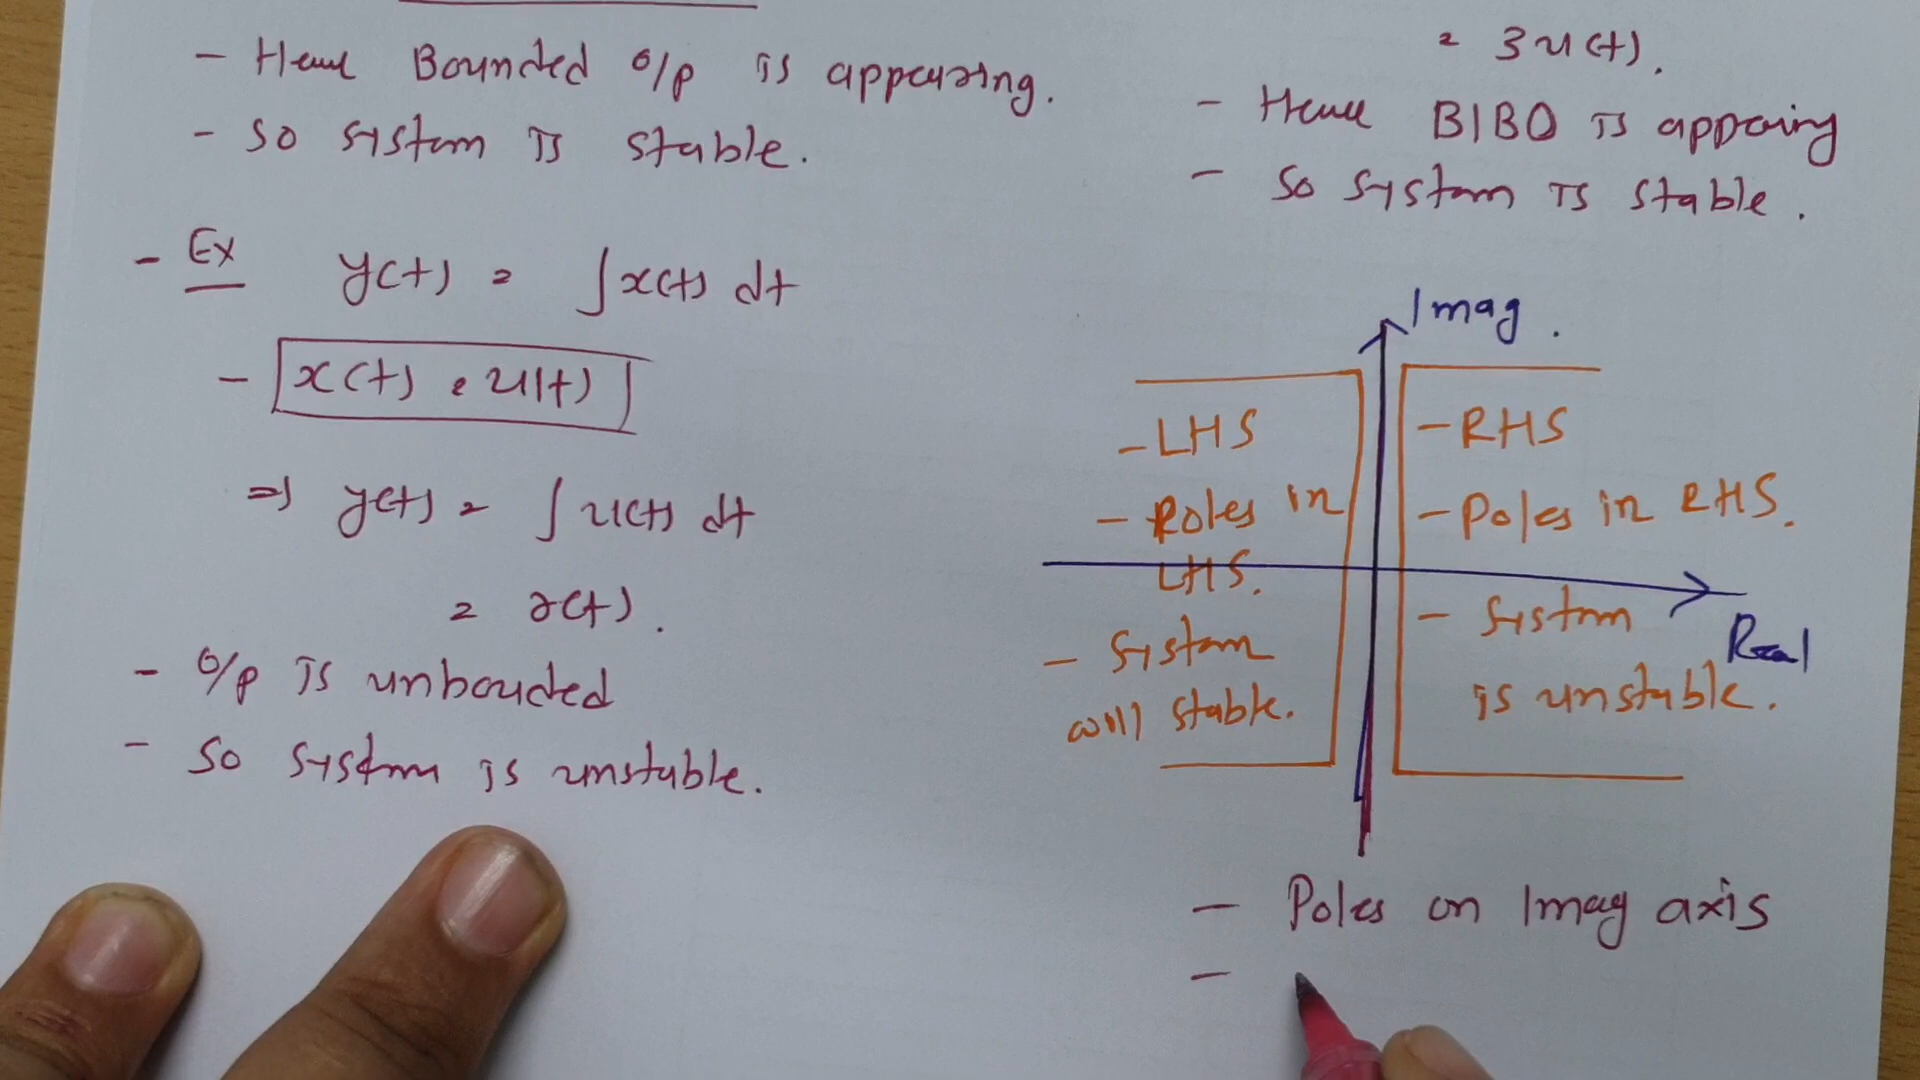 - Hence Bounded o/p is appearing.
- So system is stable.
- Ex y(t) = ∫x(t) dt
- x(t) = u(t)
⇒ y(t) = ∫u(t) dt
= r(t).
- o/p is unbouded
- So system is unstable.
= 3u(t).
- Hence BIBO is appearing
- So system is stable.
Imag.
- LHS
- Poles in
LHS.
- System
will stable.
- RHS
- Poles in RHS.
- System
is unstable.
Real
- Poles on Imag axis
-